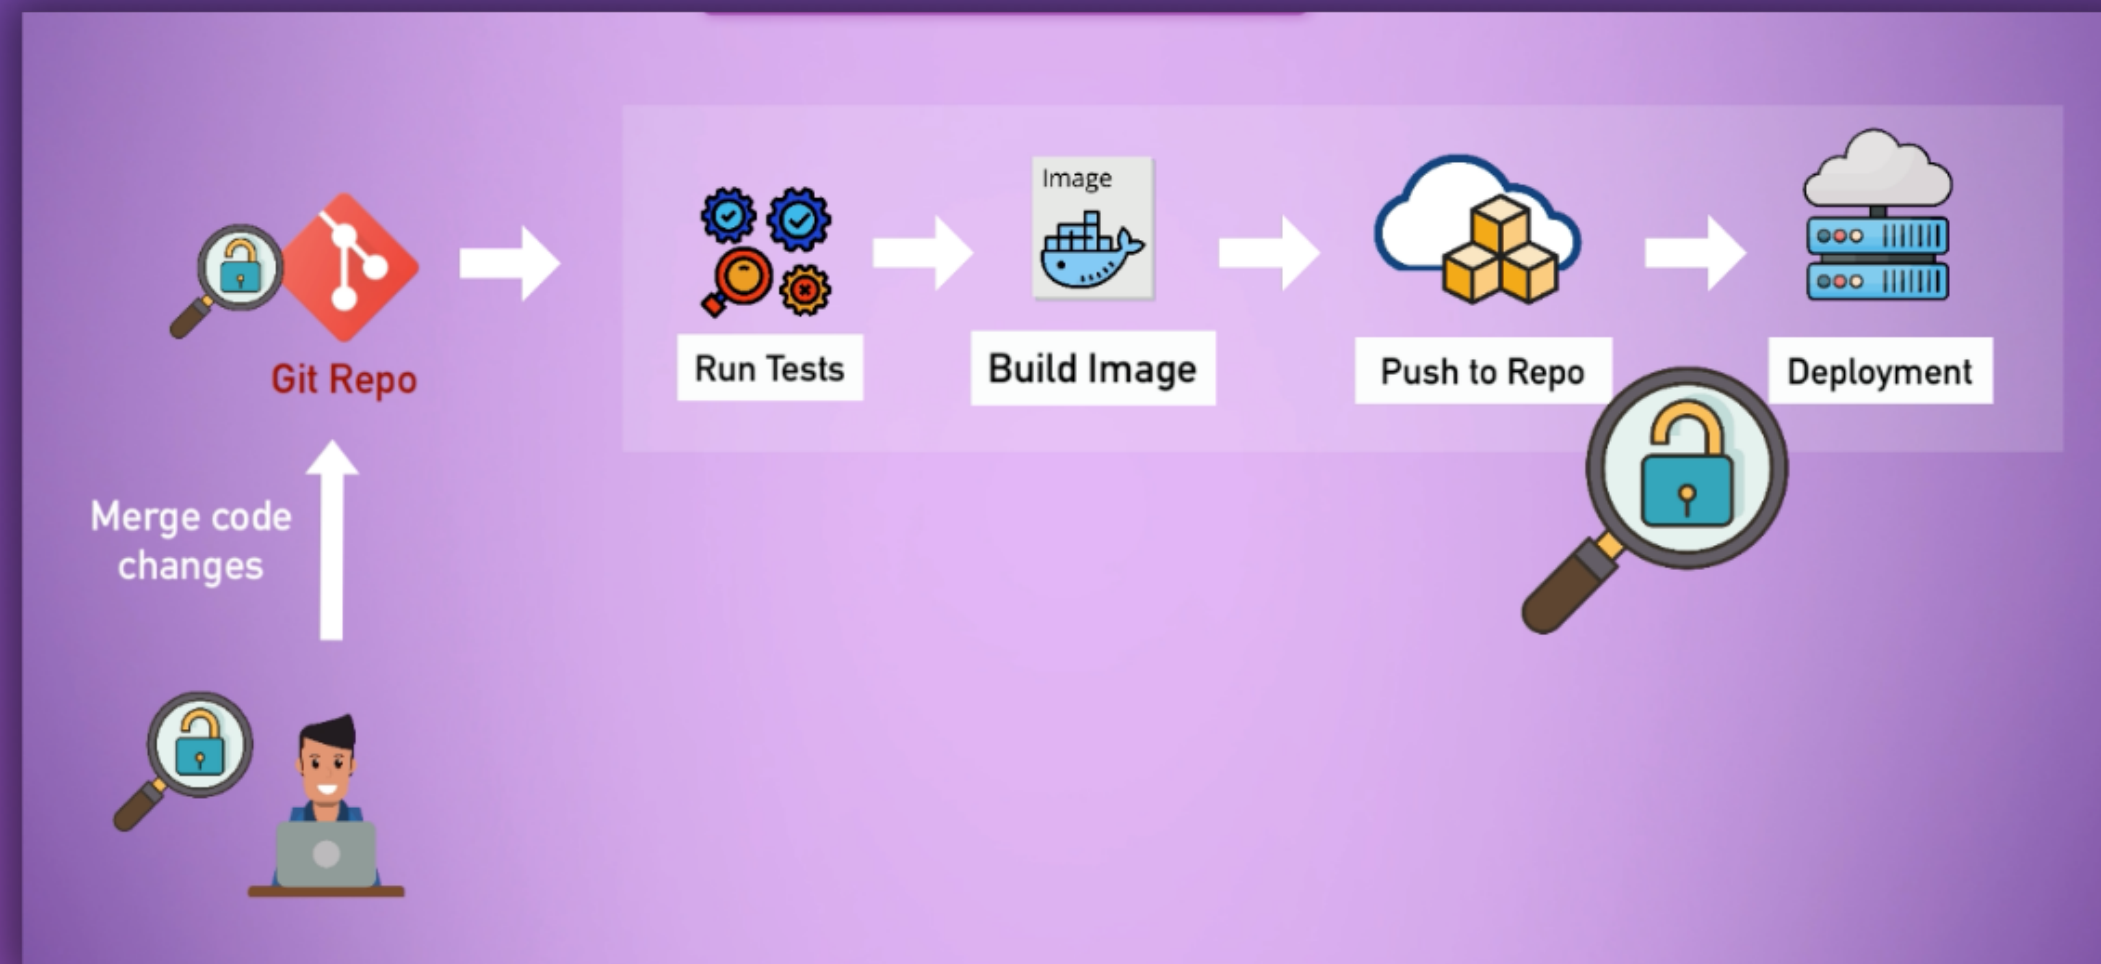 Image
Git Repo
Run Tests
Build Image
Push to Repo
Deployment
Merge code
changes